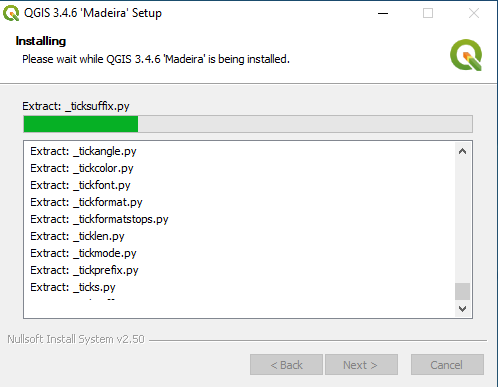 QGIS 3.4.6 'Madeira' Setup
Installing
Please wait while QGIS 3.4.6 'Madeira' is being installed.
Extract: _ticksuffix.py
Extract: _tickangle.py
Extract: _tickcolor.py
Extract: _tickfont.py
Extract: _tickformat.py
Extract: _tickformatstops.py
Extract: _ticklen.py
Extract: _tickmode.py
Extract: _tickprefix.py
Extract: _ticks.py
Nullsoft Install System v2.50
< Back
Next >
Cancel